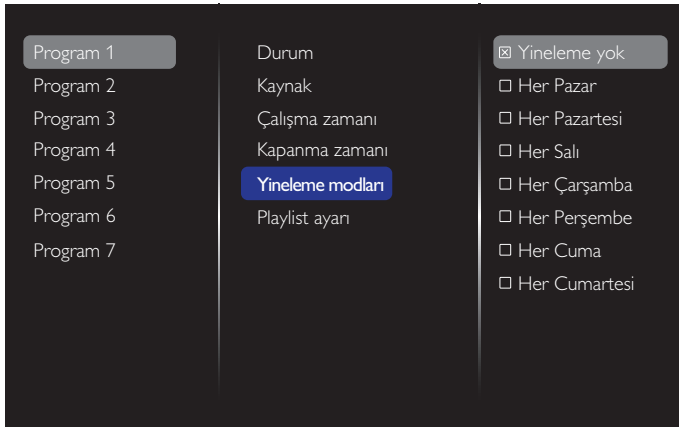 Program 1
Program 2
Program 3
Program 4
Program 5
Program 6
Program 7
Durum
Kaynak
Çalışma zamanı
Kapanma zamanı
Yineleme modları
Playlist ayarı
Yineleme yok
Her Pazar
Her Pazartesi
Her Salı
Her Çarşamba
Her Perşembe
Her Cuma
Her Cumartesi